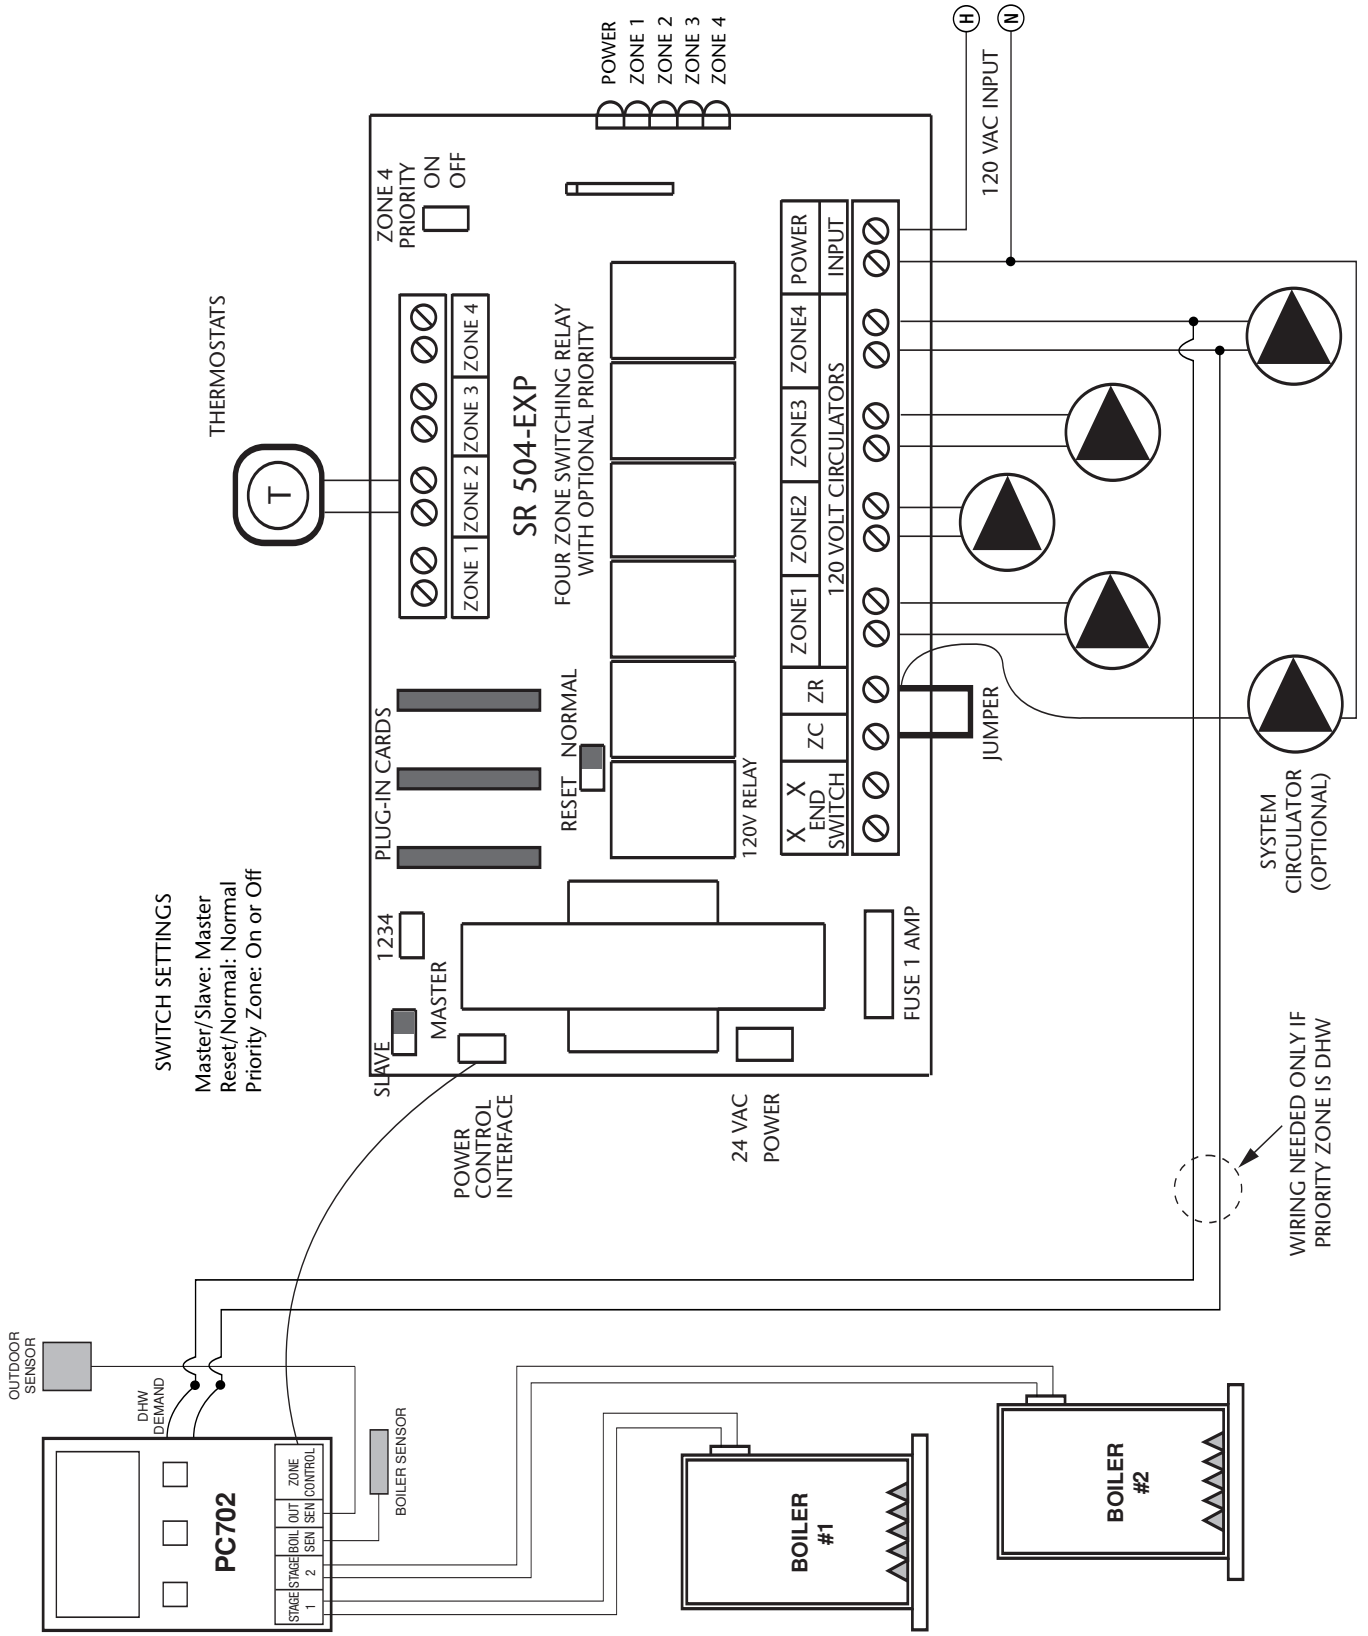 OUTDOOR
SENSOR
DHW
DEMAND
PC702
STAGE
1
STAGE
2
BOIL
SEN
OUT
SEN
ZONE
CONTROL
BOILER SENSOR
BOILER
#1
BOILER
#2
SWITCH SETTINGS
Master/Slave: Master
Reset/Normal: Normal
Priority Zone: On or Off
THERMOSTATS
T
SLAVE
MASTER
1234
PLUG-IN CARDS
ZONE 1
ZONE 2
ZONE 3
ZONE 4
ZONE 4
PRIORITY
ON
OFF
SR 504-EXP
FOUR ZONE SWITCHING RELAY
WITH OPTIONAL PRIORITY
RESET
NORMAL
POWER
CONTROL
INTERFACE
24 VAC
POWER
120V RELAY
FUSE 1 AMP
X X
END
SWITCH
ZC
ZR
ZONE1
ZONE2
ZONE3
ZONE4
120 VOLT CIRCULATORS
POWER
INPUT
POWER
ZONE 1
ZONE 2
ZONE 3
ZONE 4
H
N
120 VAC INPUT
JUMPER
SYSTEM
CIRCULATOR
(OPTIONAL)
WIRING NEEDED ONLY IF
PRIORITY ZONE IS DHW